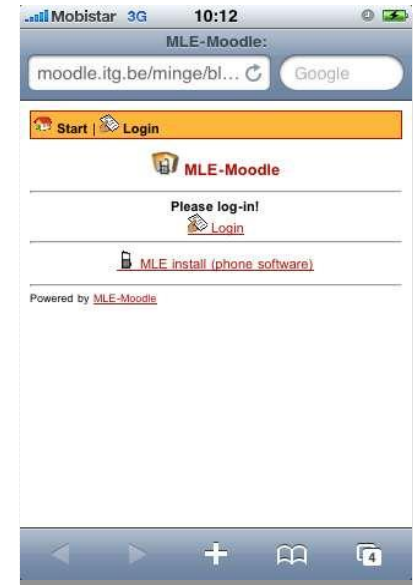 Mobistar 3G 10:12
MLE-Moodle:
moodle.itg.be/minge/bl... Google
Start | Login
MLE-Moodle
Please log-in!
Login
MLE install (phone software)
Powered by MLE-Moodle
4